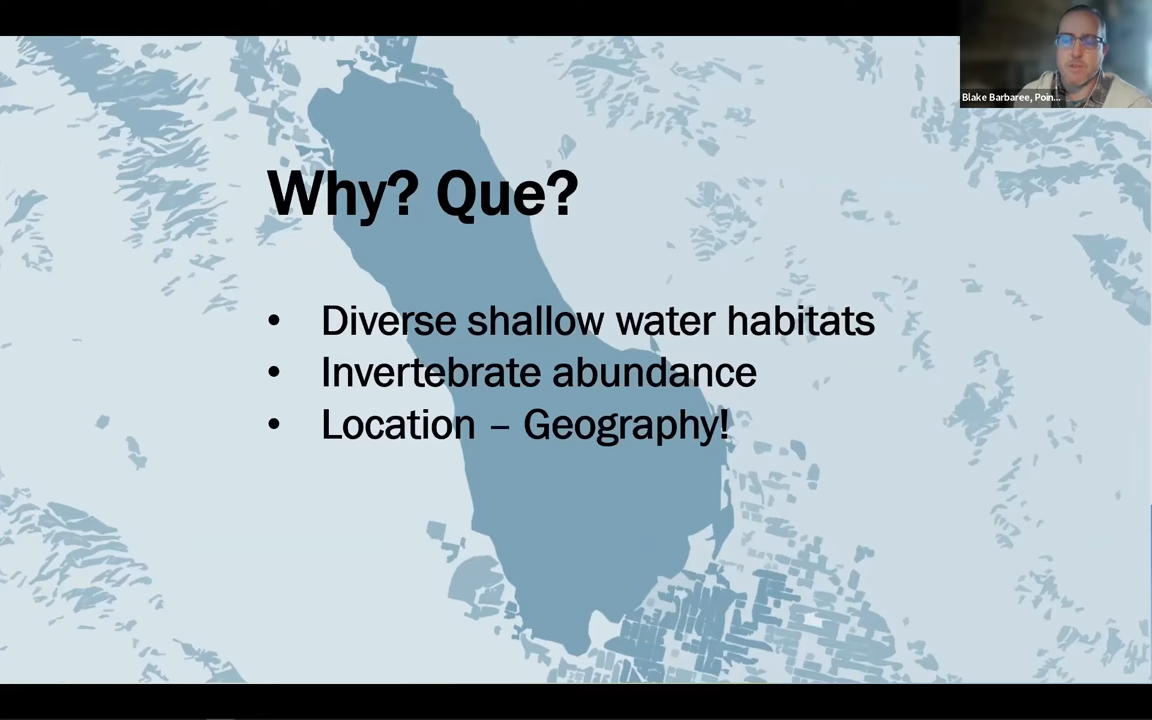 Blake Barbaree, Poin...
Why? Que?
• Diverse shallow water habitats
• Invertebrate abundance
• Location – Geography!